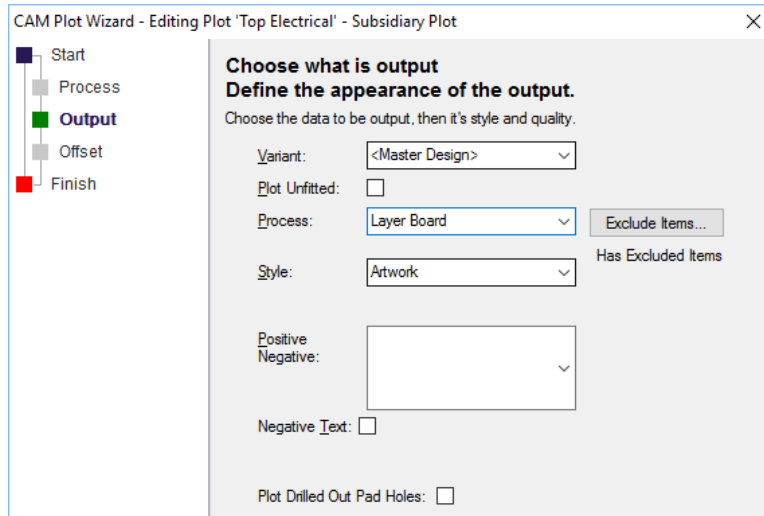 CAM Plot Wizard - Editing Plot 'Top Electrical' - Subsidiary Plot
Start
Process
Output
Offset
Finish
Choose what is output
Define the appearance of the output.
Choose the data to be output, then it's style and quality.
Variant: <Master Design>
Plot Unfitted:
Process: Layer Board Exclude Items...
Has Excluded Items
Style: Artwork
Positive
Negative:
Negative Text:
Plot Drilled Out Pad Holes: